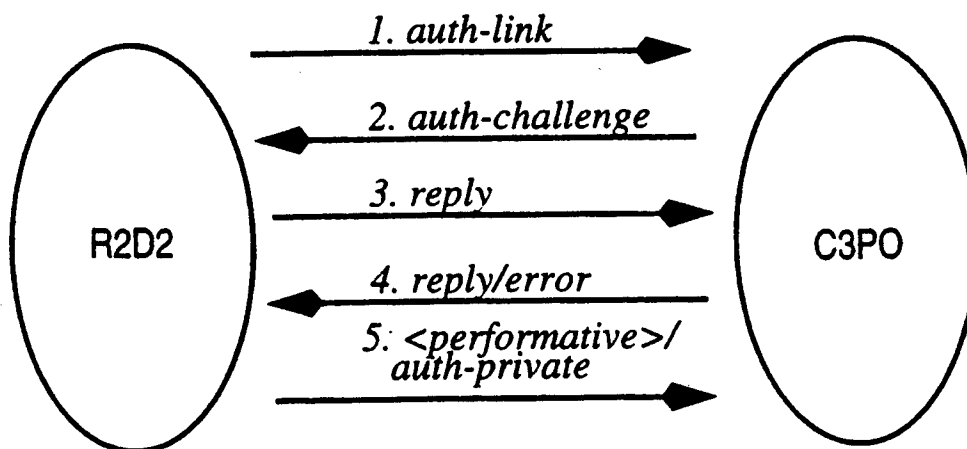 1. auth-link
2. auth-challenge
3. reply
R2D2
C3PO
4. reply/error
5. <performative>/
auth-private